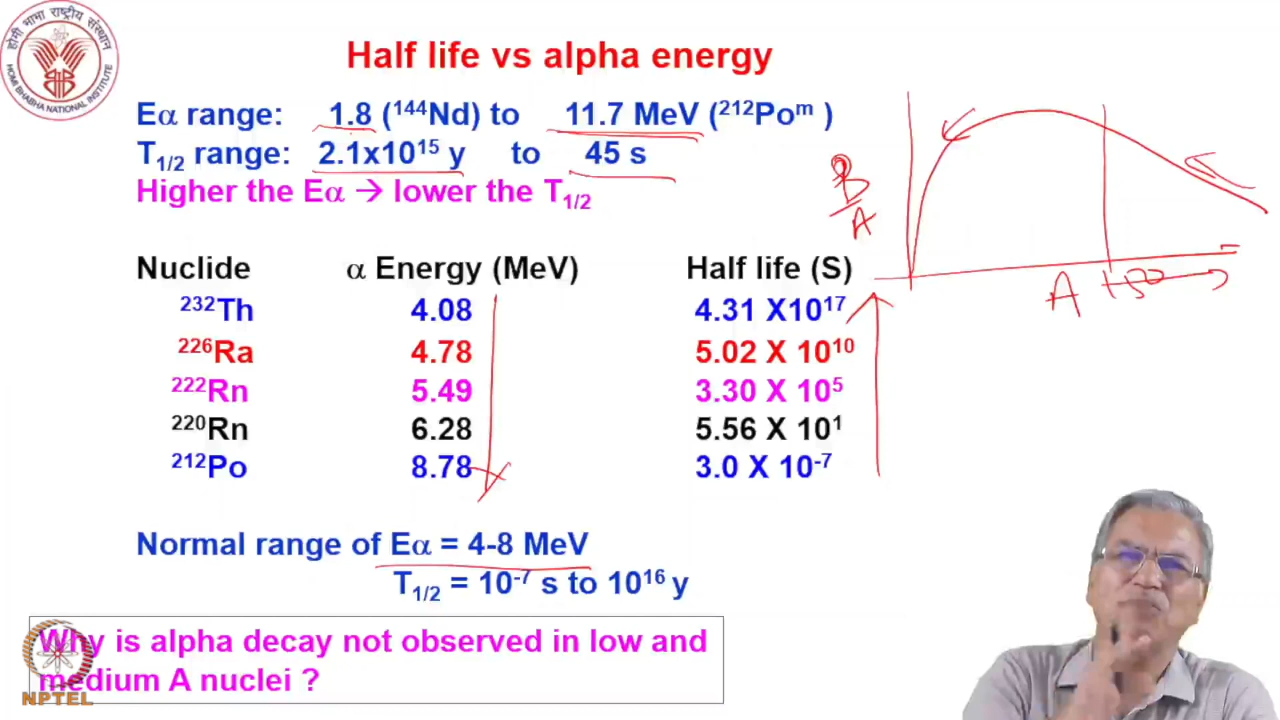 होमी भाभा राष्ट्रीय संस्थान
HOMI BHABHA NATIONAL INSTITUTE
Half life vs alpha energy
Eα range: 1.8 (¹⁴⁴Nd) to 11.7 MeV (²¹²Poᵐ )
T₁/₂ range: 2.1x10¹⁵ y to 45 s
Higher the Eα → lower the T₁/₂
B/A
A
Nuclide α Energy (MeV) Half life (S)
²³²Th 4.08 4.31 X10¹⁷
²²⁶Ra 4.78 5.02 X 10¹⁰
²²²Rn 5.49 3.30 X 10⁵
²²⁰Rn 6.28 5.56 X 10¹
²¹²Po 8.78 3.0 X 10⁻⁷
Normal range of Eα = 4-8 MeV
T₁/₂ = 10⁻⁷ s to 10¹⁶ y
Why is alpha decay not observed in low and
medium A nuclei ?
NPTEL